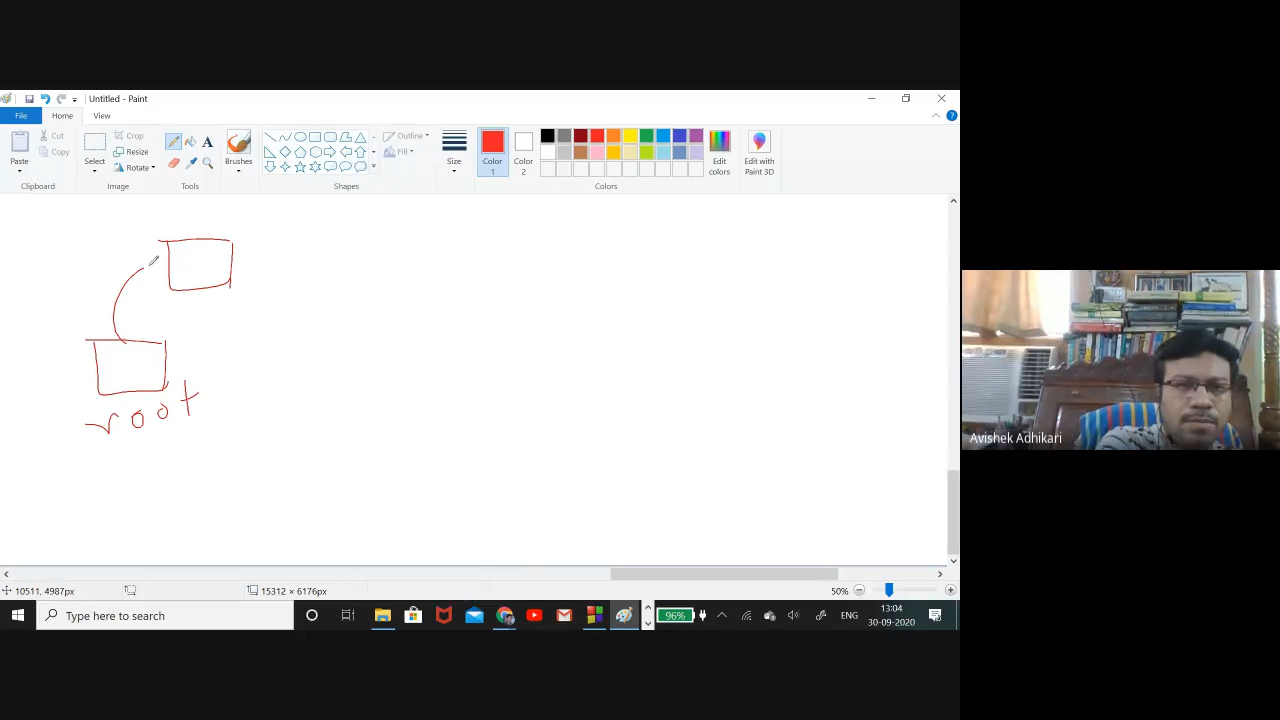 Untitled - Paint
File
Home
View
Paste
Cut
Copy
Clipboard
Select
Crop
Resize
Rotate
Image
A
Tools
Brushes
Shapes
Outline
Fill
Size
Color 1
Color 2
Edit colors
Colors
Edit with Paint 3D
root
Avishek Adhikari
10511, 4987px
15312 × 6176px
50%
Type here to search
96%
ENG
13:04
30-09-2020